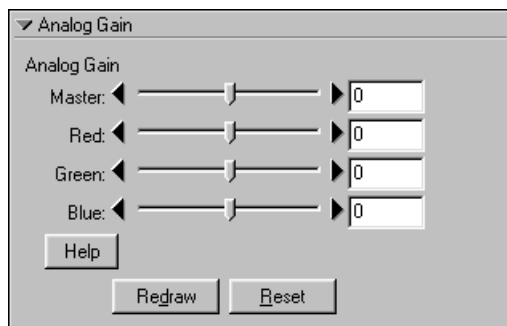 Analog Gain
Analog Gain
Master: 0
Red: 0
Green: 0
Blue: 0
Help
Redraw Reset